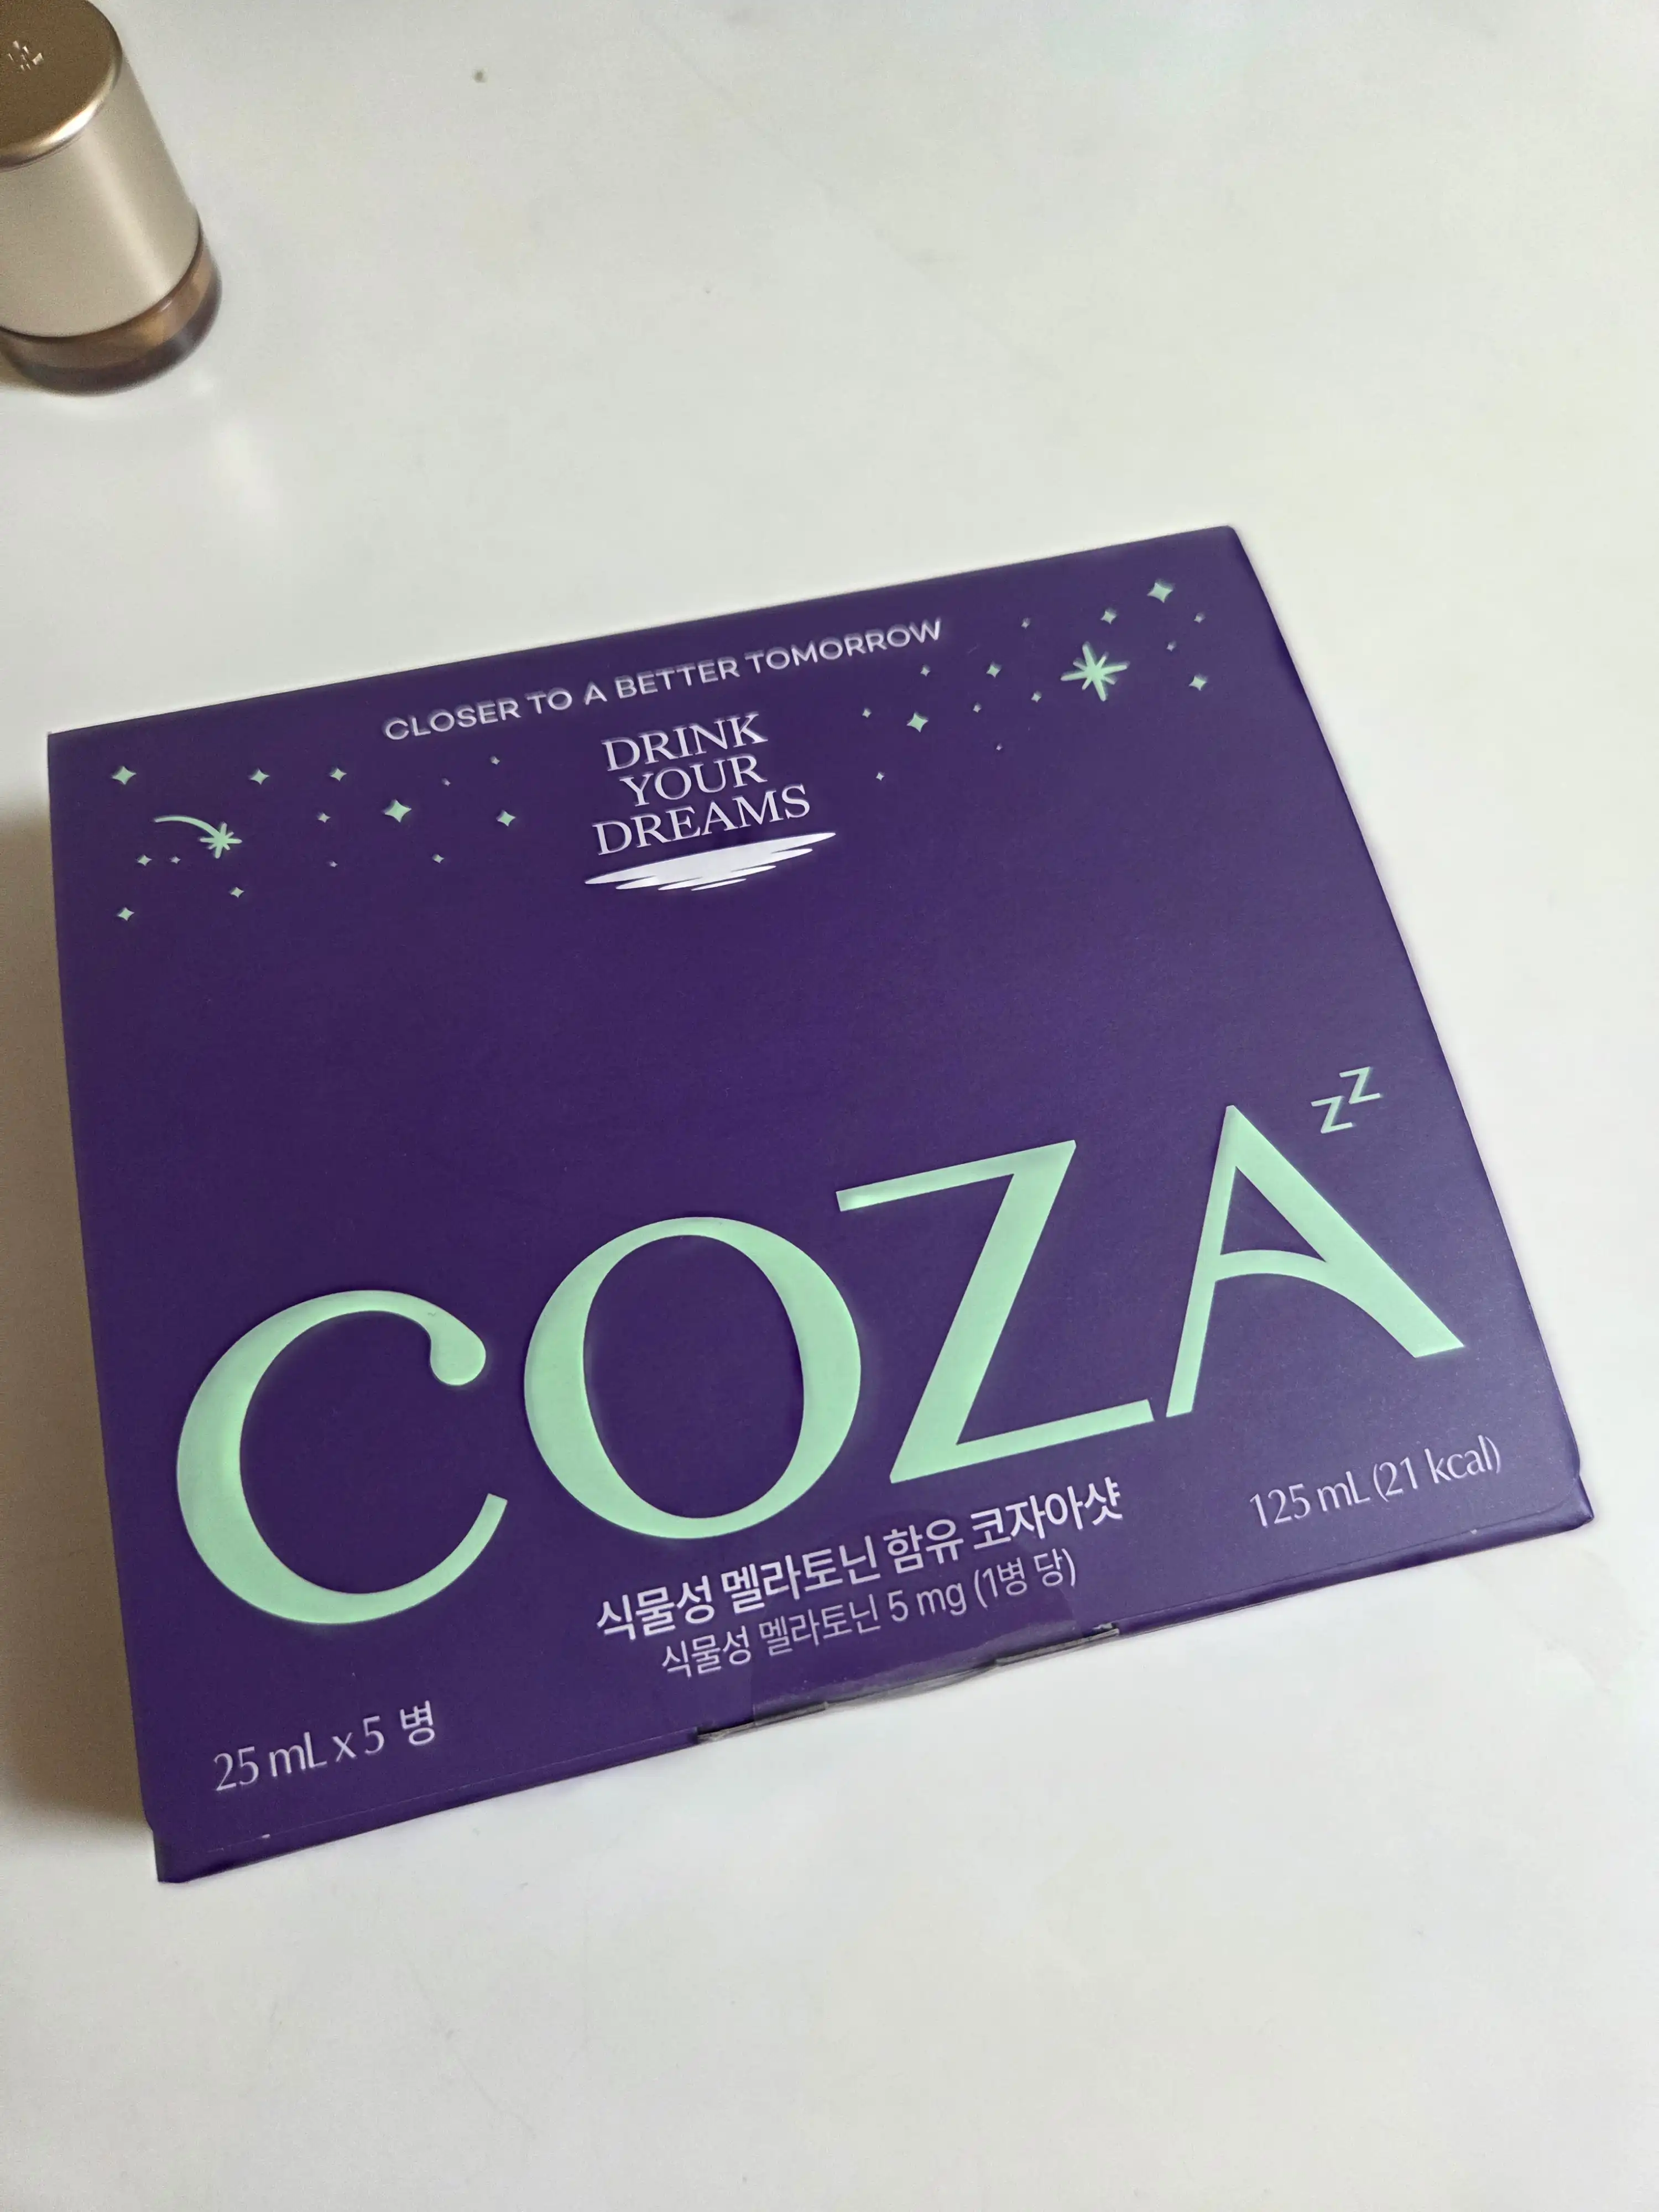 CLOSER TO A BETTER TOMORROW
DRINK
YOUR
DREAMS
zz
COZA
식물성 멜라토닌 함유 코자아샷
식물성 멜라토닌 5 mg (1병 당)
125 mL (21 kcal)
25 mL x 5 병